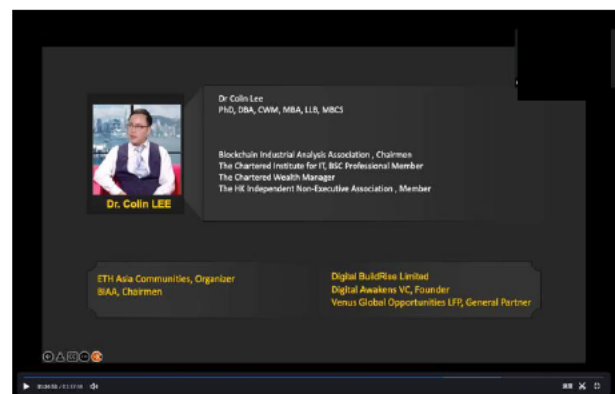 Dr Colin Lee
PhD, DBA, CWM, MBA, LLB, MBCS
Blockchain Industrial Analysis Association , Chairmen
The Chartered Institute for IT, BSC Professional Member
The Chartered Wealth Manager
The HK Independent Non-Executive Association , Member
Dr. Colin LEE
ETH Asia Communities, Organizer
BIAA, Chairmen
Digital BuildRise Limited
Digital Awakens VC, Founder
Venus Global Opportunities LFP, General Partner